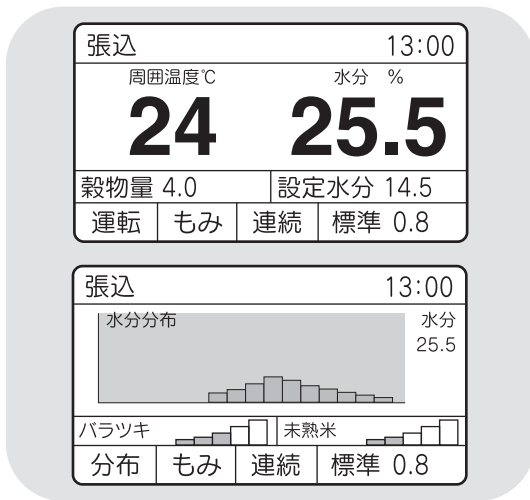 張込 13:00
周囲温度℃ 水分 %
24 25.5
穀物量 4.0 設定水分 14.5
運転 もみ 連続 標準 0.8
張込 13:00
水分分布 水分
25.5
バラツキ 未熟米
分布 もみ 連続 標準 0.8